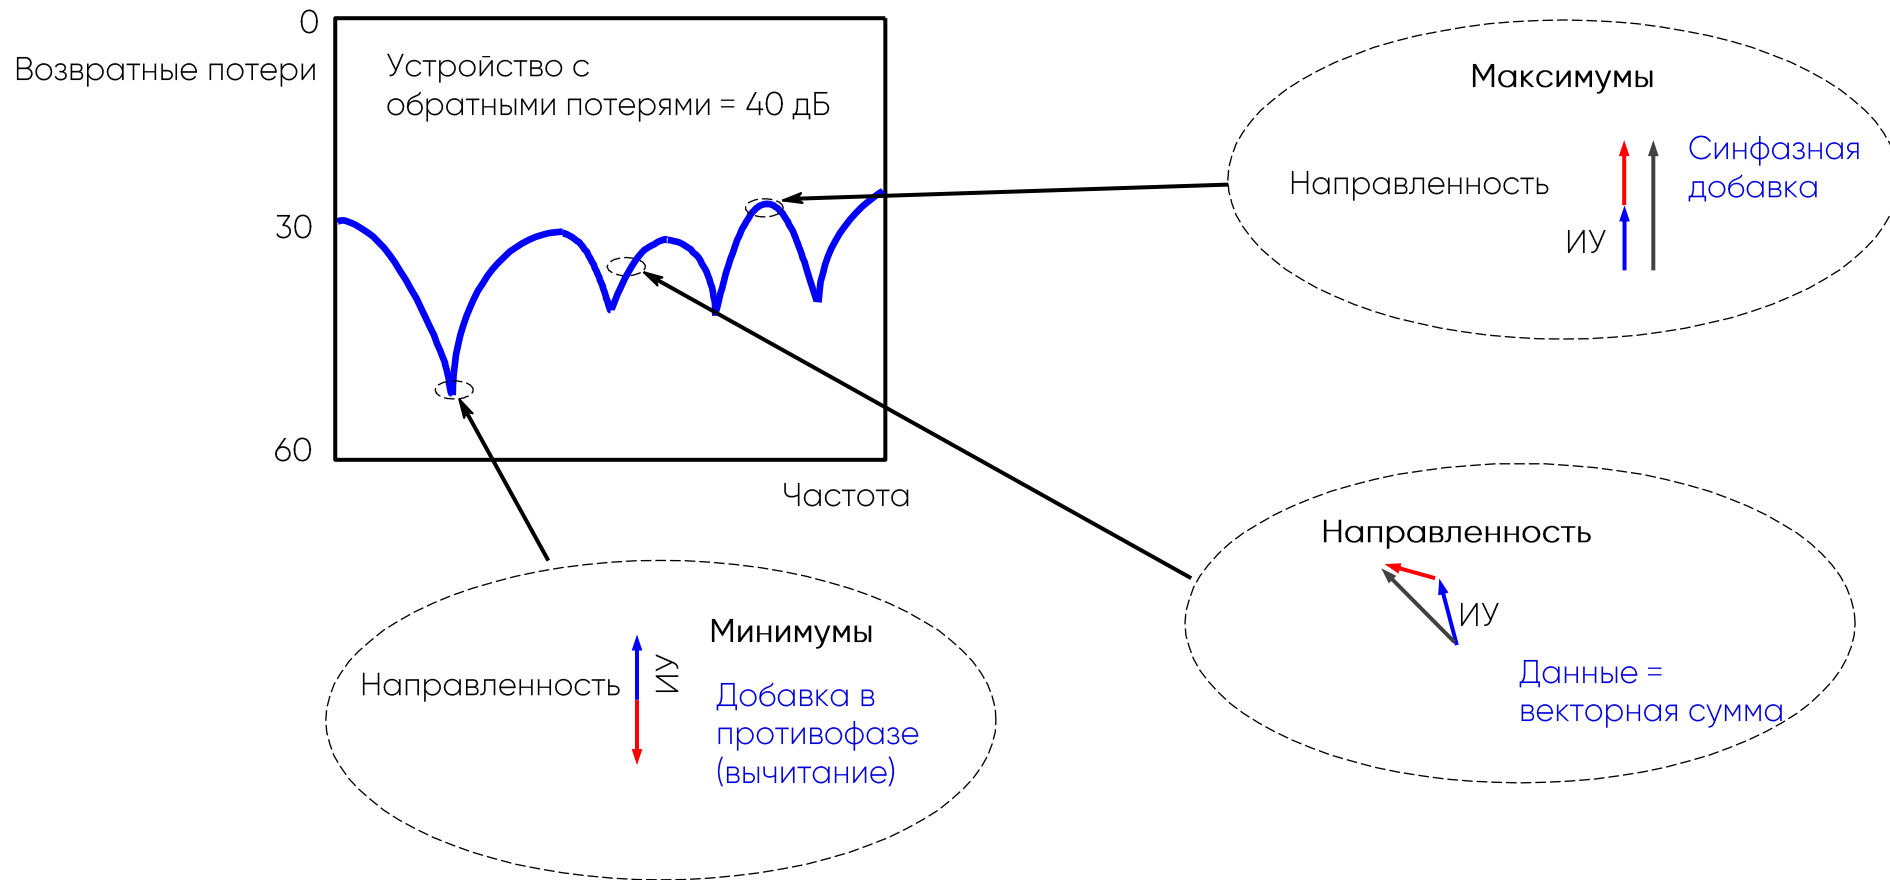 0
Возвратные потери
Устройство с
обратными потерями = 40 дБ
30
60
Частота
Максимумы
Направленность
Синфазная
добавка
ИУ
Направленность
ИУ
Данные =
векторная сумма
Минимумы
Направленность
ИУ
Добавка в
противофазе
(вычитание)